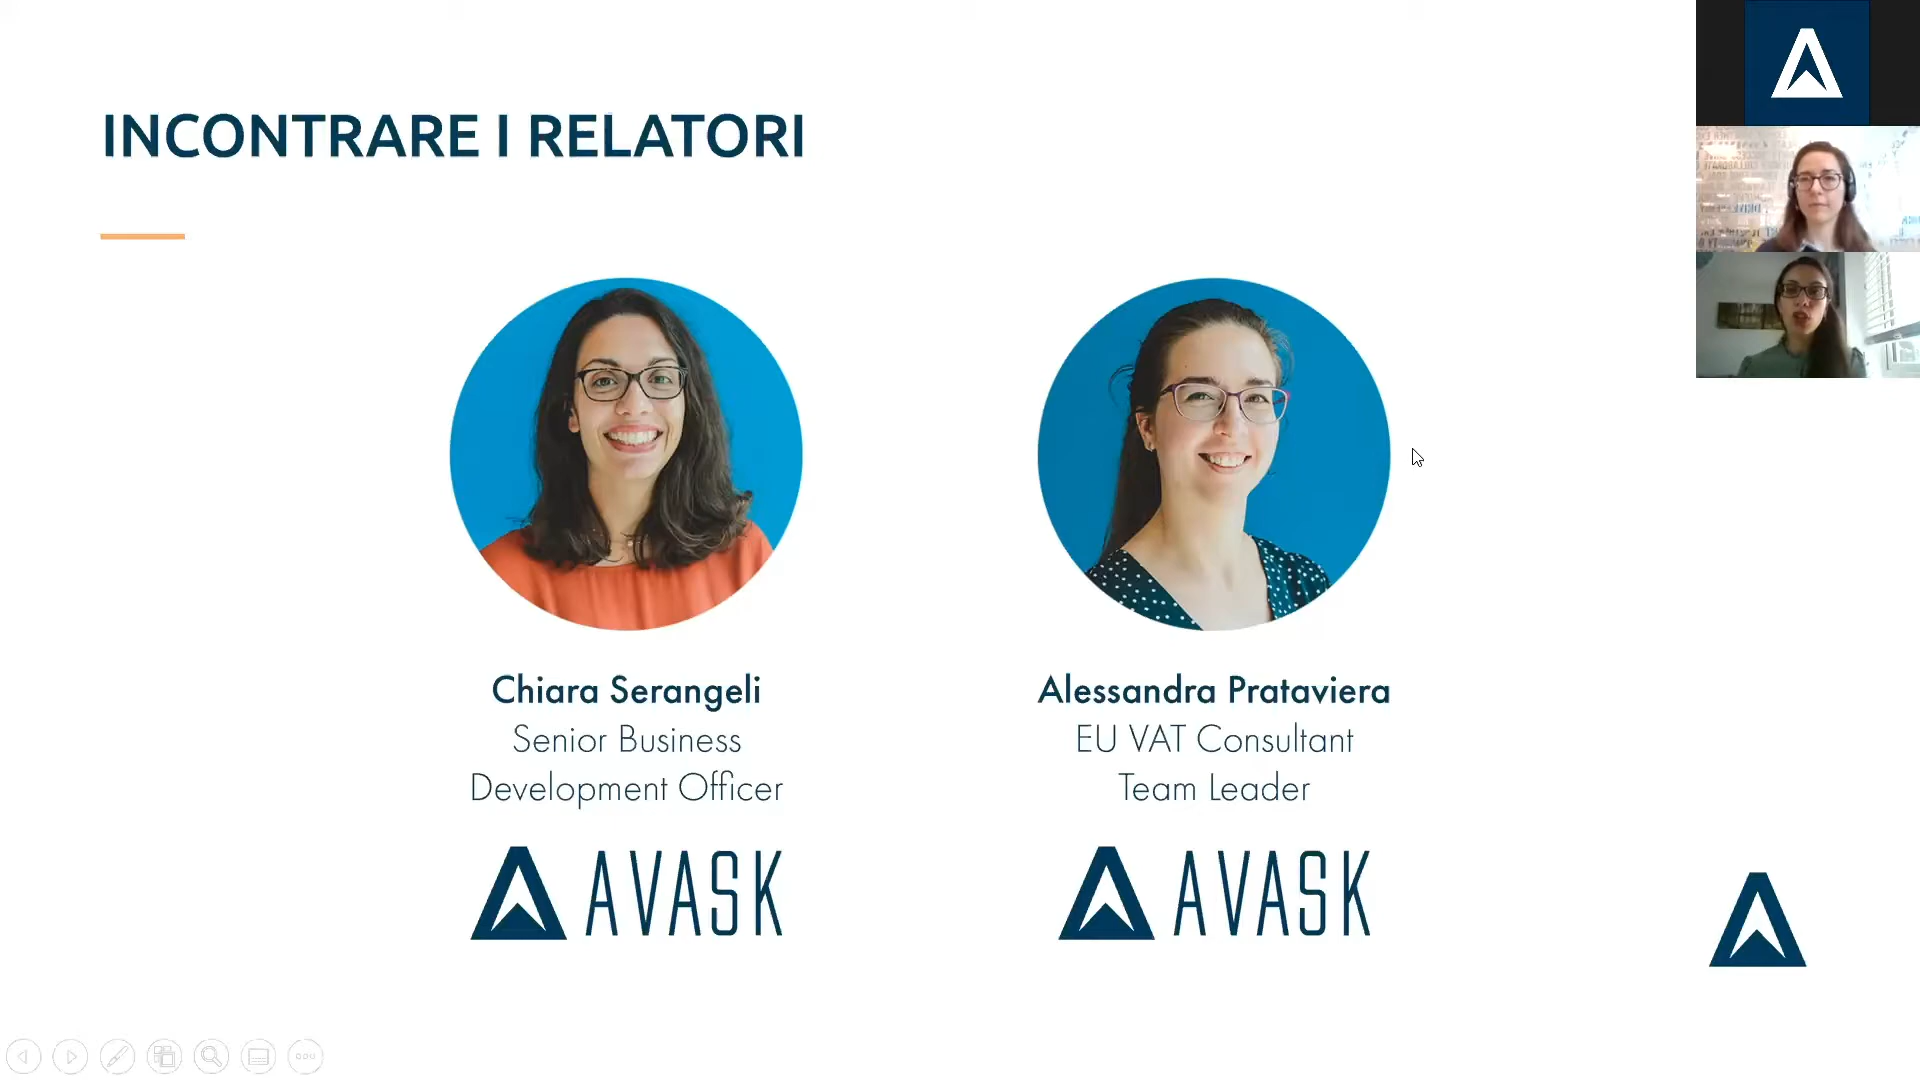 INCONTRARE I RELATORI
Chiara Serangeli
Senior Business
Development Officer
AVASK
Alessandra Prataviera
EU VAT Consultant
Team Leader
AVASK